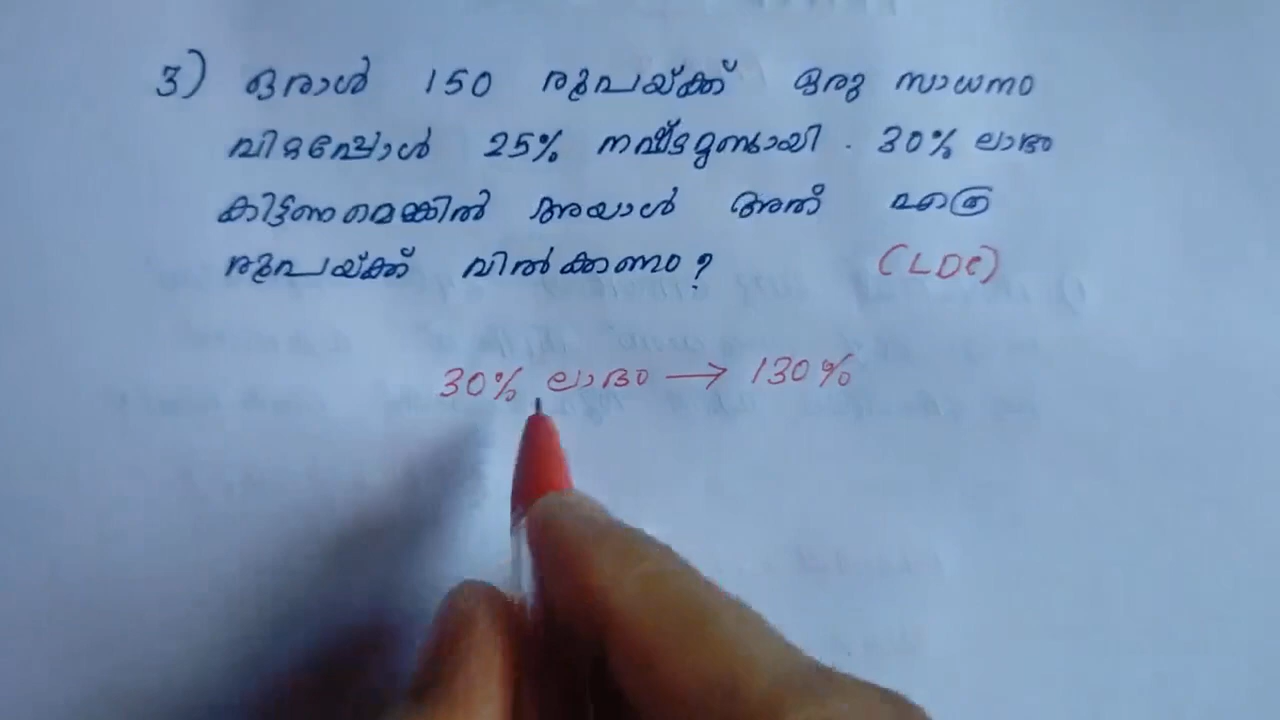 3) ഒരാൾ 150 രൂപയ്ക്ക് ഒരു സാധനം
വിറ്റപ്പോൾ 25% നഷ്ടമുണ്ടായി. 30% ലാഭം
കിട്ടണമെങ്കിൽ അയാൾ അത് എത്ര
രൂപയ്ക്ക് വിൽക്കണം?
(LDC)
30% ലാഭം → 130%